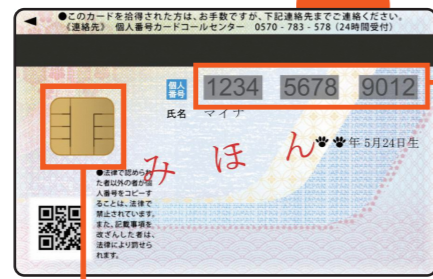 ●このカードを拾得された方は、お手数ですが、下記連絡先までご連絡ください。
《連絡先》 個人番号カードコールセンター 0570-783-578 (24時間受付)
個人番号 1234 5678 9012
氏名 マイナ
年 5月24日生
みほん
●法律で認められ
た者以外の者が個
人番号をコピーす
ることは、法律で
禁止されています。
また、記載事項を
改ざんした者は、
法律により罰せら
れます。